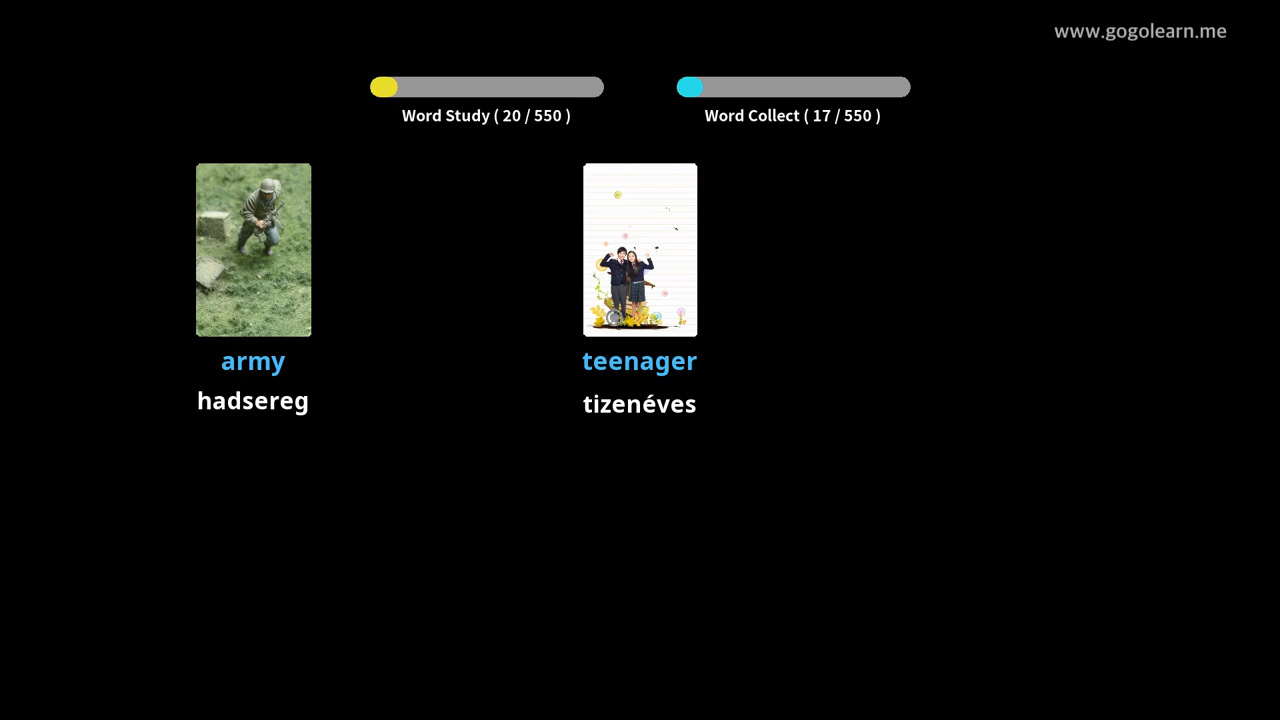 www.gogolearn.me
Word Study ( 20 / 550 )
Word Collect ( 17 / 550 )
army
hadsereg
teenager
tizenéves